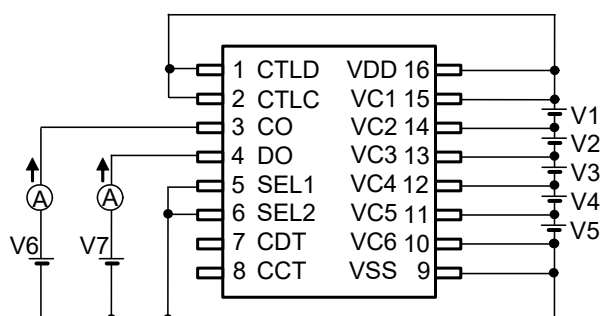 1 CTLD VDD 16
2 CTLC VC1 15
3 CO VC2 14
4 DO VC3 13
5 SEL1 VC4 12
6 SEL2 VC5 11
7 CDT VC6 10
8 CCT VSS 9
V1
V2
V3
V4
V5
A A
V6 V7